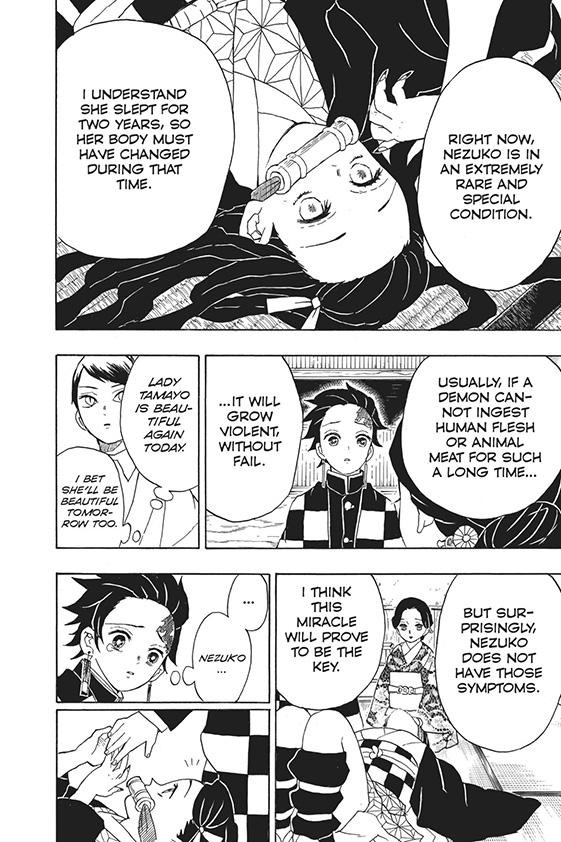 RIGHT NOW,
NEZUKO IS IN
AN EXTREMELY
RARE AND
SPECIAL
CONDITION.
I UNDERSTAND
SHE SLEPT FOR
TWO YEARS, SO
HER BODY MUST
HAVE CHANGED
DURING THAT
TIME.
USUALLY, IF A
DEMON CAN-
NOT INGEST
HUMAN FLESH
OR ANIMAL
MEAT FOR SUCH
A LONG TIME...
...IT WILL
GROW
VIOLENT,
WITHOUT
FAIL.
LADY
TAMAYO
IS BEAU-
TIFUL
AGAIN
TODAY.
I BET
SHE'LL BE
BEAUTIFUL
TOMOR-
ROW TOO.
BUT SUR-
PRISINGLY,
NEZUKO
DOES NOT
HAVE THOSE
SYMPTOMS.
I THINK
THIS
MIRACLE
WILL PROVE
TO BE THE
KEY.
...
NEZUKO
...